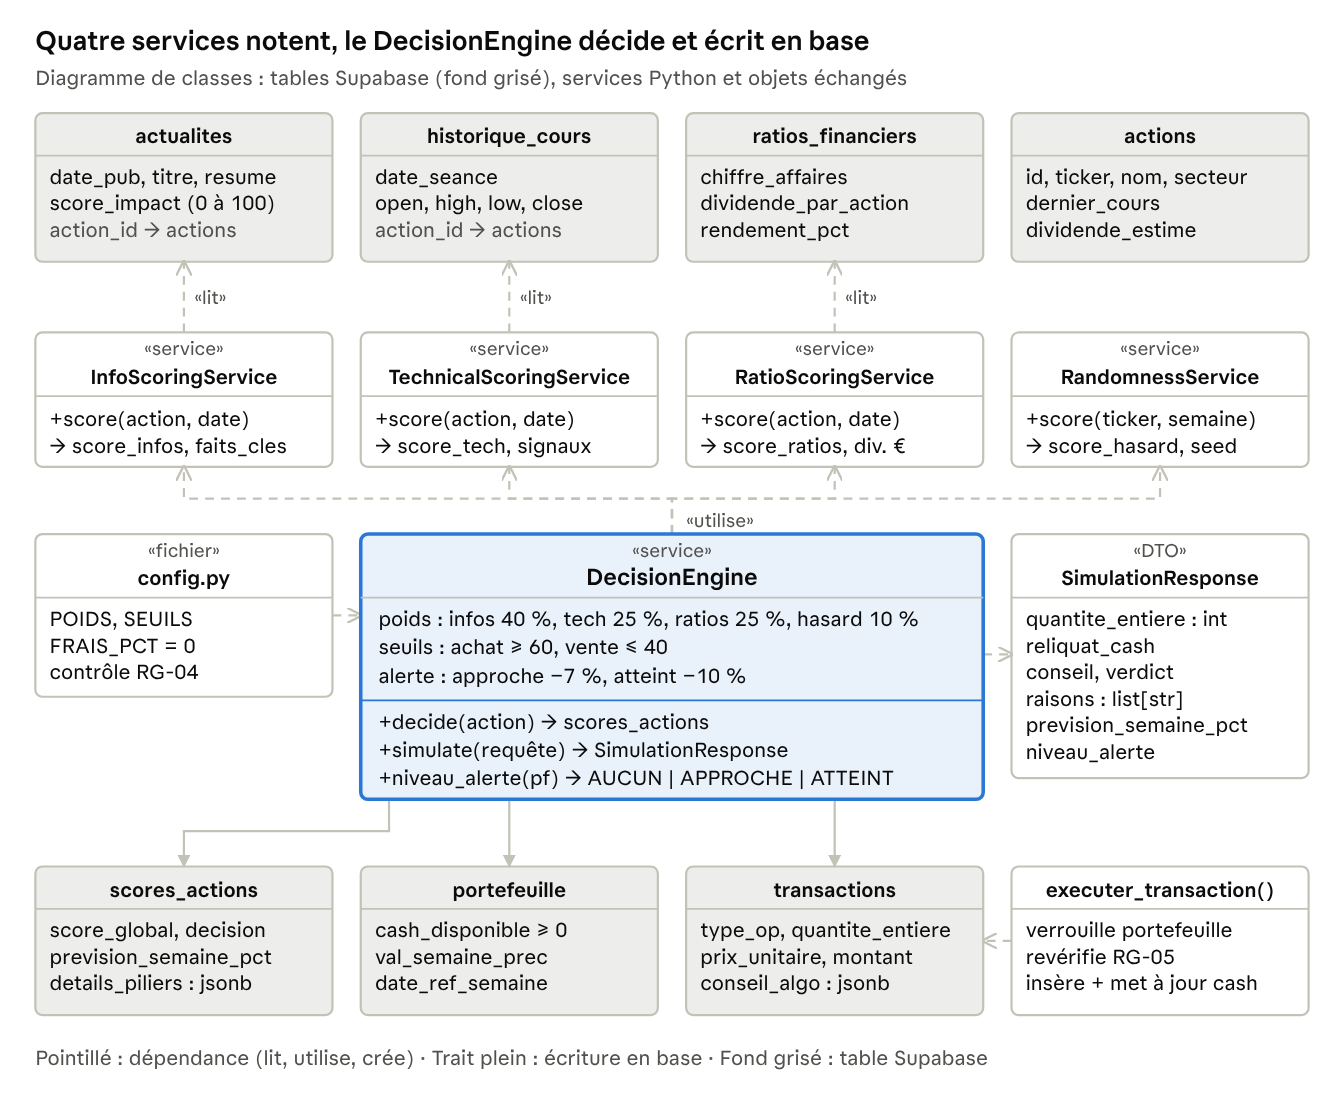 Quatre services notent, le DecisionEngine décide et écrit en base
Diagramme de classes : tables Supabase (fond grisé), services Python et objets échangés
actualites
date_pub, titre, resume
score_impact (0 à 100)
action_id → actions
historique_cours
date_seance
open, high, low, close
action_id → actions
ratios_financiers
chiffre_affaires
dividende_par_action
rendement_pct
actions
id, ticker, nom, secteur
dernier_cours
dividende_estime
«lit»
«lit»
«lit»
«service»
InfoScoringService
+score(action, date)
→ score_infos, faits_cles
«service»
TechnicalScoringService
+score(action, date)
→ score_tech, signaux
«service»
RatioScoringService
+score(action, date)
→ score_ratios, div. €
«service»
RandomnessService
+score(ticker, semaine)
→ score_hasard, seed
«utilise»
«fichier»
config.py
POIDS, SEUILS
FRAIS_PCT = 0
contrôle RG-04
«service»
DecisionEngine
poids : infos 40 %, tech 25 %, ratios 25 %, hasard 10 %
seuils : achat ≥ 60, vente ≤ 40
alerte : approche −7 %, atteint −10 %
+decide(action) → scores_actions
+simulate(requête) → SimulationResponse
+niveau_alerte(pf) → AUCUN | APPROCHE | ATTEINT
«DTO»
SimulationResponse
quantite_entiere : int
reliquat_cash
conseil, verdict
raisons : list[str]
prevision_semaine_pct
niveau_alerte
scores_actions
score_global, decision
prevision_semaine_pct
details_piliers : jsonb
portefeuille
cash_disponible ≥ 0
val_semaine_prec
date_ref_semaine
transactions
type_op, quantite_entiere
prix_unitaire, montant
conseil_algo : jsonb
executer_transaction()
verrouille portefeuille
revérifie RG-05
insère + met à jour cash
Pointillé : dépendance (lit, utilise, crée) · Trait plein : écriture en base · Fond grisé : table Supabase